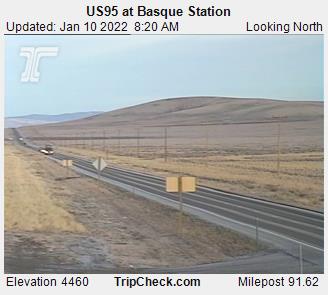 US95 at Basque Station
Updated: Jan 10 2022 8:20 AM Looking North
Elevation 4460 TripCheck.com Milepost 91.62